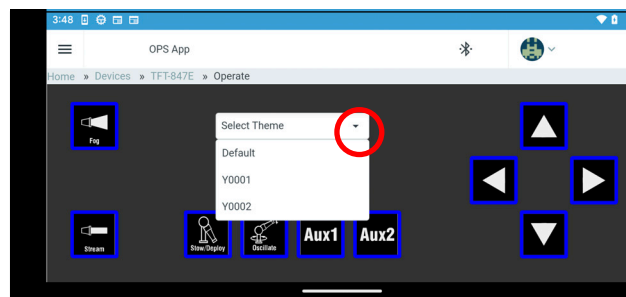 3:48
OPS App
Home » Devices » TFT-847E » Operate
Select Theme
Default
Y0001
Y0002
Fog
Stream
Stow/Deploy
Oscillate
Aux1
Aux2